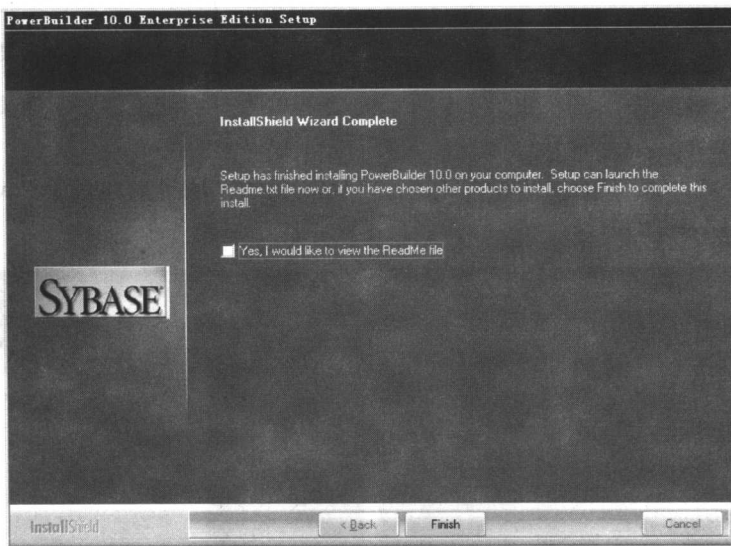 PowerBuilder 10.0 Enterprise Edition Setup
InstallShield Wizard Complete
Setup has finished installing PowerBuilder 10.0 on your computer. Setup can launch the
Readme.txt file now or, if you have chosen other products to install, choose Finish to complete this
install.
Yes, I would like to view the ReadMe file
SYBASE
InstallShield
< Back
Finish
Cancel